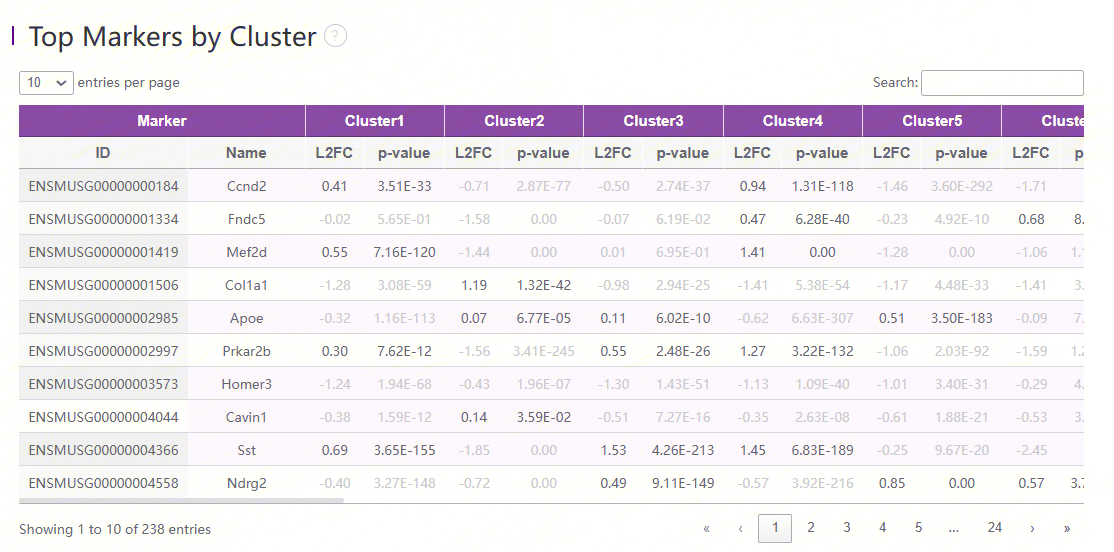 Top Markers by Cluster ?
10 entries per page Search:
Marker Cluster1 Cluster2 Cluster3 Cluster4 Cluster5 Cluste
ID Name L2FC p-value L2FC p-value L2FC p-value L2FC p-value L2FC p-value L2FC p
ENSMUSG00000000184 Ccnd2 0.41 3.51E-33 -0.71 2.87E-77 -0.50 2.74E-37 0.94 1.31E-118 -1.46 3.60E-292 -1.71
ENSMUSG00000001334 Fndc5 -0.02 5.65E-01 -1.58 0.00 -0.07 6.19E-02 0.47 6.28E-40 -0.23 4.92E-10 0.68 8.
ENSMUSG00000001419 Mef2d 0.55 7.16E-120 -1.44 0.00 0.01 6.95E-01 1.41 0.00 -1.28 0.00 -1.06 1.1
ENSMUSG00000001506 Col1a1 -1.28 3.08E-59 1.19 1.32E-42 -0.98 2.94E-25 -1.41 5.38E-54 -1.17 4.48E-33 -1.41 3.
ENSMUSG00000002985 Apoe -0.32 1.16E-113 0.07 6.77E-05 0.11 6.02E-10 -0.62 6.63E-307 0.51 3.50E-183 -0.09 7.
ENSMUSG00000002997 Prkar2b 0.30 7.62E-12 -1.56 3.41E-245 0.55 2.48E-26 1.27 3.22E-132 -1.06 2.03E-92 -1.59 1.2
ENSMUSG00000003573 Homer3 -1.24 1.94E-68 -0.43 1.96E-07 -1.30 1.43E-51 -1.13 1.09E-40 -1.01 3.40E-31 -0.29 4.
ENSMUSG00000004044 Cavin1 -0.38 1.59E-12 0.14 3.59E-02 -0.51 7.27E-16 -0.35 2.63E-08 -0.61 1.88E-21 -0.53 3.
ENSMUSG00000004366 Sst 0.69 3.65E-155 -1.85 0.00 1.53 4.26E-213 1.45 6.83E-189 -0.25 9.67E-20 -2.45
ENSMUSG00000004558 Ndrg2 -0.40 3.27E-148 -0.72 0.00 0.49 9.11E-149 -0.57 3.92E-216 0.85 0.00 0.57 3.7
Showing 1 to 10 of 238 entries « ‹ 1 2 3 4 5 ... 24 › »